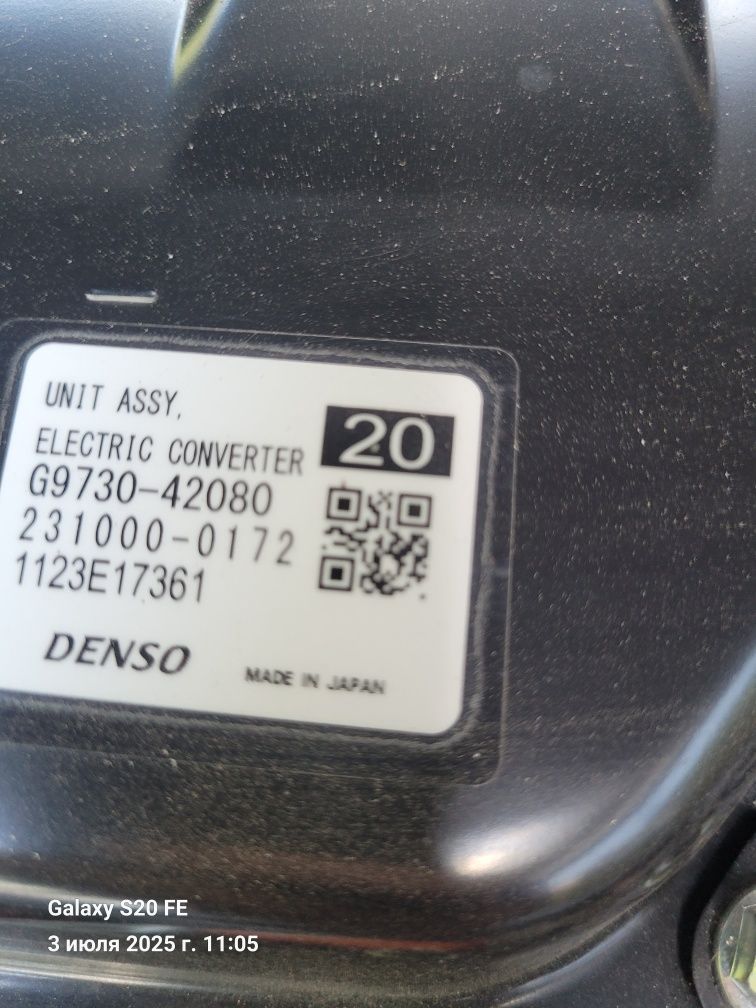 UNIT ASSY,
ELECTRIC CONVERTER
20
G9730-42080
231000-0172
1123E17361
DENSO
MADE IN JAPAN
Galaxy S20 FE
3 июля 2025 г. 11:05